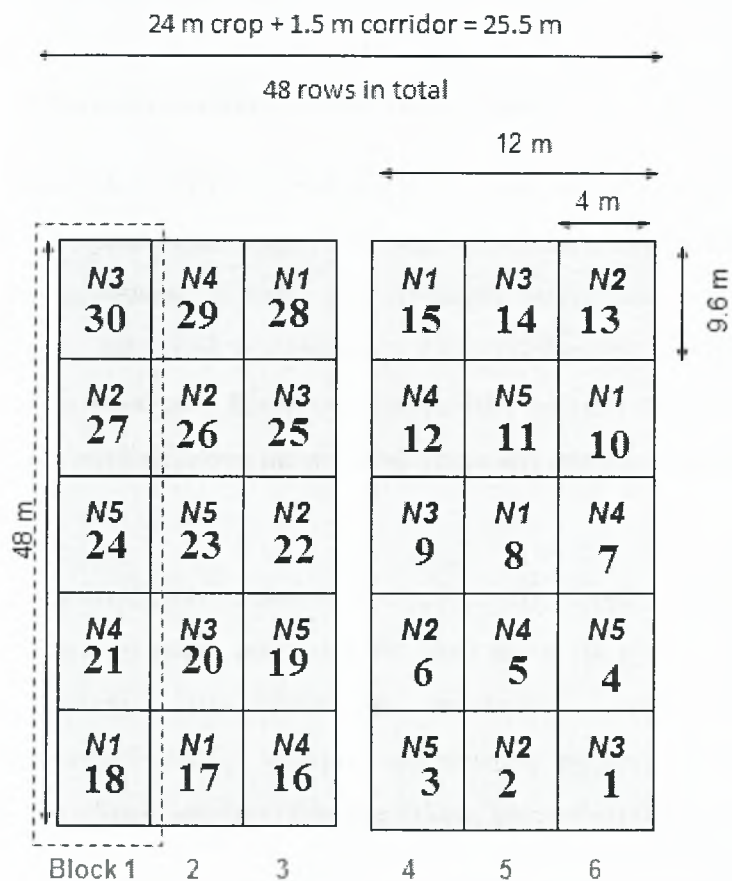 24 m crop + 1.5 m corridor = 25.5 m
48 rows in total
12 m
4 m
9.6 m
48 m
N3 N4 N1 N1 N3 N2
30 29 28 15 14 13
N2 N2 N3 N4 N5 N1
27 26 25 12 11 10
N5 N5 N2 N3 N1 N4
24 23 22 9 8 7
N4 N3 N5 N2 N4 N5
21 20 19 6 5 4
N1 N1 N4 N5 N2 N3
18 17 16 3 2 1
Block 1 2 3 4 5 6